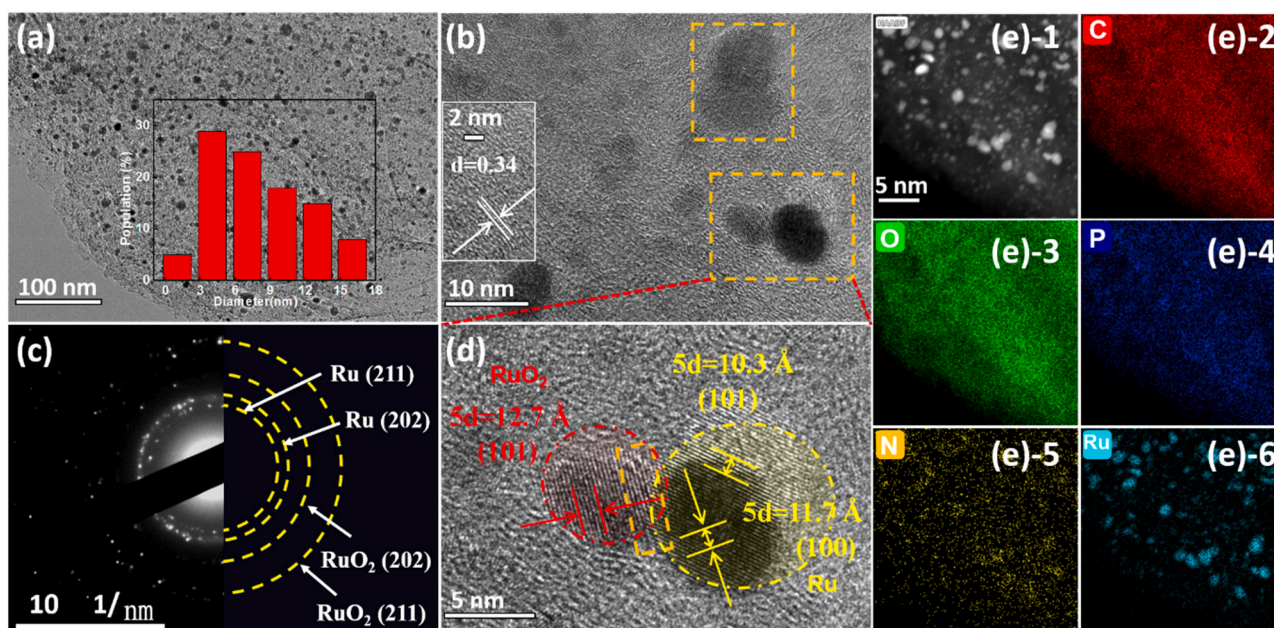 (a)
30
20
10
0
Population (%)
0 3 6 9 12 15 18
Diameter(nm)
100 nm
(b)
2 nm
d=0.34
10 nm
HAADF
(e)-1
5 nm
C
(e)-2
O
(e)-3
P
(e)-4
(c)
Ru (211)
Ru (202)
RuO₂ (202)
RuO₂ (211)
10 1/nm
(d)
RuO₂
5d=12.7 Å
(101)
5d=10.3 Å
(101)
5d=11.7 Å
(100)
Ru
5 nm
N
(e)-5
Ru
(e)-6